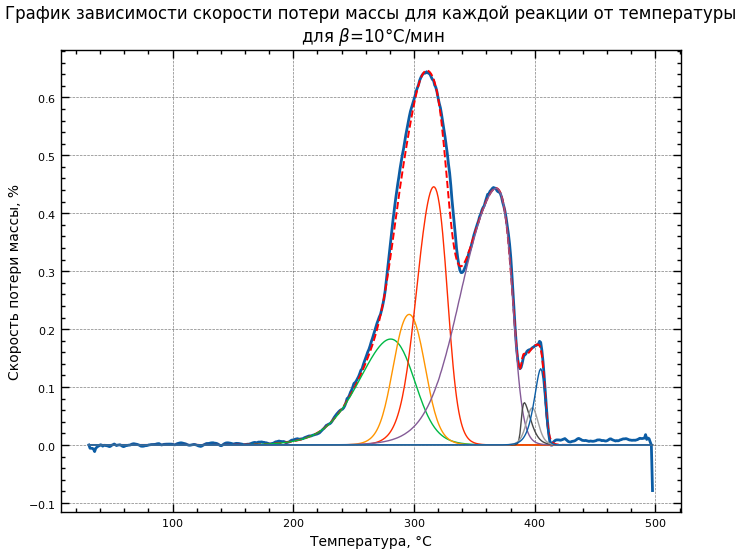 График зависимости скорости потери массы для каждой реакции от температуры
для β=10°C/мин
Скорость потери массы, %
0.6
0.5
0.4
0.3
0.2
0.1
0.0
−0.1
100 200 300 400 500
Температура, °C